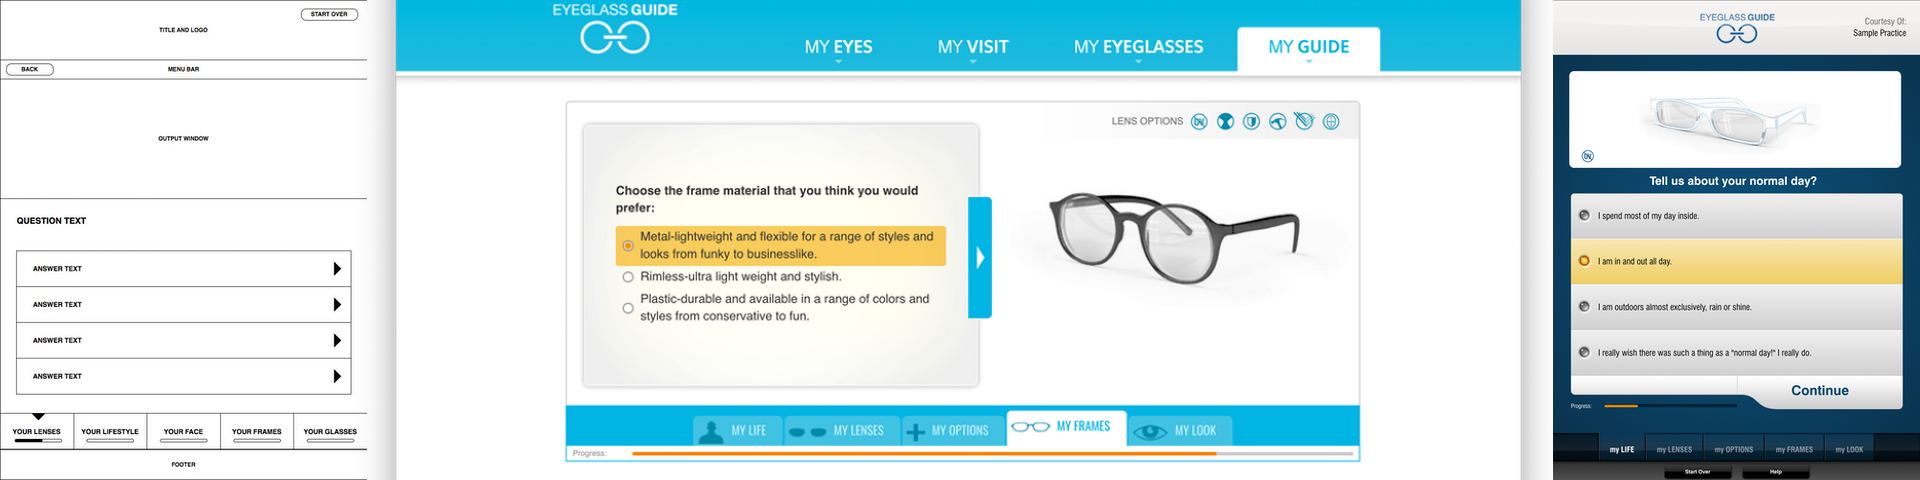 START OVER
TITLE AND LOGO
BACK
MENU BAR
OUTPUT WINDOW
QUESTION TEXT
ANSWER TEXT
ANSWER TEXT
ANSWER TEXT
ANSWER TEXT
YOUR LENSES
YOUR LIFESTYLE
YOUR FACE
YOUR FRAMES
YOUR GLASSES
FOOTER
EYEGLASS GUIDE
MY EYES
MY VISIT
MY EYEGLASSES
MY GUIDE
LENS OPTIONS
UV
Choose the frame material that you think you would
prefer:
Metal-lightweight and flexible for a range of styles and
looks from funky to businesslike.
Rimless-ultra light weight and stylish.
Plastic-durable and available in a range of colors and
styles from conservative to fun.
MY LIFE
MY LENSES
MY OPTIONS
MY FRAMES
MY LOOK
Progress:
EYEGLASS GUIDE
Courtesy Of:
Sample Practice
UV
Tell us about your normal day?
I spend most of my day inside.
I am in and out all day.
I am outdoors almost exclusively, rain or shine.
I really wish there was such a thing as a "normal day!" I really do.
Continue
Progress:
my LIFE
my LENSES
my OPTIONS
my FRAMES
my LOOK
Start Over
Help